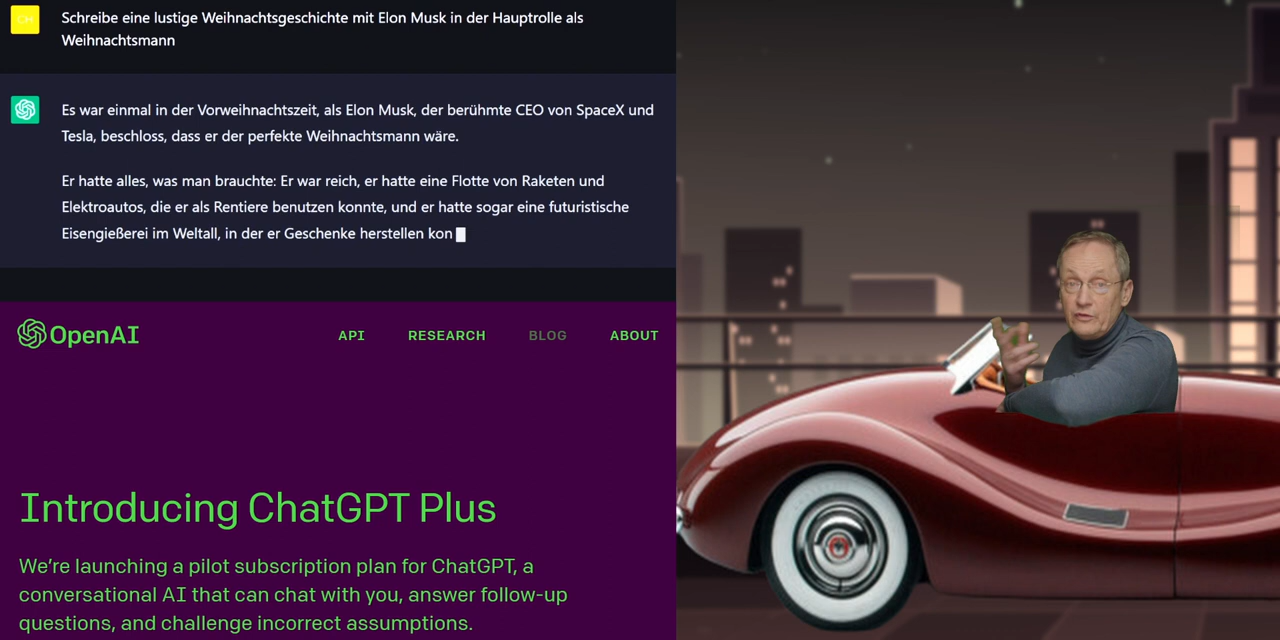 CH
Schreibe eine lustige Weihnachtsgeschichte mit Elon Musk in der Hauptrolle als
Weihnachtsmann
Es war einmal in der Vorweihnachtszeit, als Elon Musk, der berühmte CEO von SpaceX und
Tesla, beschloss, dass er der perfekte Weihnachtsmann wäre.
Er hatte alles, was man brauchte: Er war reich, er hatte eine Flotte von Raketen und
Elektroautos, die er als Rentiere benutzen konnte, und er hatte sogar eine futuristische
Eisengießerei im Weltall, in der er Geschenke herstellen kon
OpenAI
API RESEARCH BLOG ABOUT
Introducing ChatGPT Plus
We’re launching a pilot subscription plan for ChatGPT, a
conversational AI that can chat with you, answer follow-up
questions, and challenge incorrect assumptions.